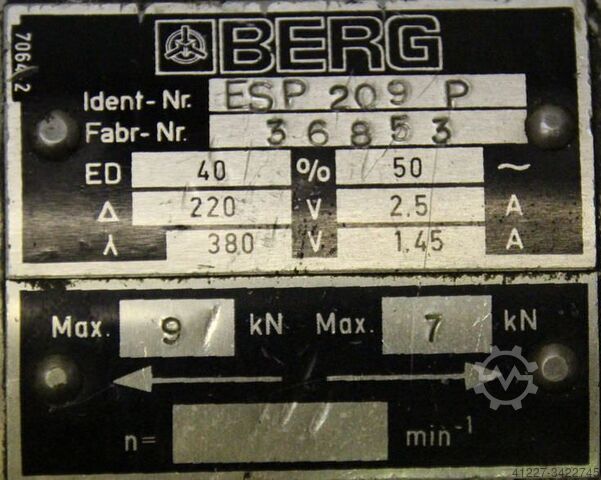 BERG
7064 2
Ident-Nr. ESP 209 P
Fabr-Nr. 36853
ED 40 % 50 ~
Δ 220 V 2.5 A
⅄ 380 V 1.45 A
Max. 9 kN Max. 7 kN
n= min⁻¹
41227-3422745